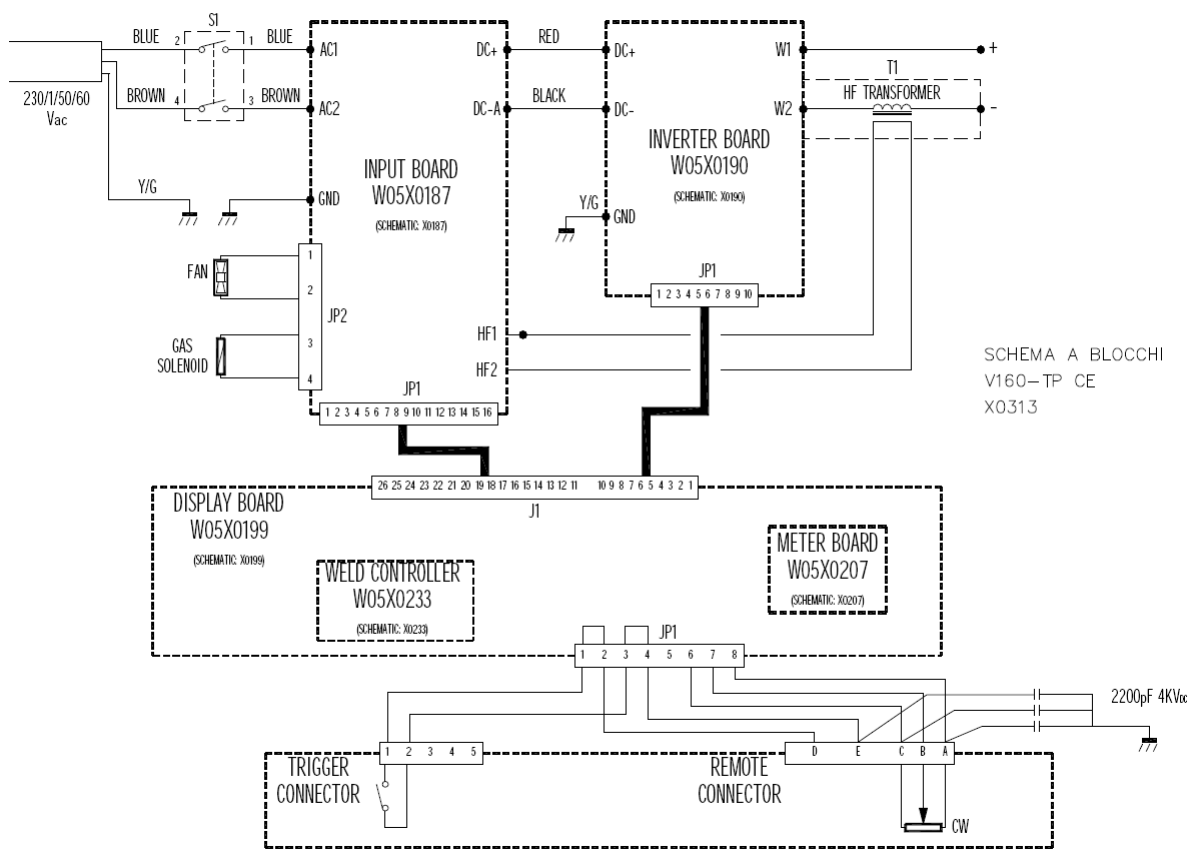 S1
BLUE 2 1 BLUE AC1
BROWN 4 3 BROWN AC2
230/1/50/60
Vac
Y/G
GND
DC+ RED DC+
DC-A BLACK DC-
W1 +
T1
HF TRANSFORMER
W2 -
INPUT BOARD
W05X0187
(SCHEMATIC: X0187)
INVERTER BOARD
W05X0190
(SCHEMATIC: X0190)
Y/G
GND
FAN
GAS
SOLENOID
1
2
3
4
JP2
HF1
HF2
JP1
1 2 3 4 5 6 7 8 9 10
JP1
1 2 3 4 5 6 7 8 9 10 11 12 13 14 15 16
SCHEMA A BLOCCHI
V160-TP CE
X0313
26 25 24 23 22 21 20 19 18 17 16 15 14 13 12 11 10 9 8 7 6 5 4 3 2 1
J1
DISPLAY BOARD
W05X0199
(SCHEMATIC: X0199)
WELD CONTROLLER
W05X0233
(SCHEMATIC: X0233)
METER BOARD
W05X0207
(SCHEMATIC: X0207)
JP1
1 2 3 4 5 6 7 8
2200pF 4KVDC
1 2 3 4 5
D E C B A
TRIGGER
CONNECTOR
REMOTE
CONNECTOR
CW